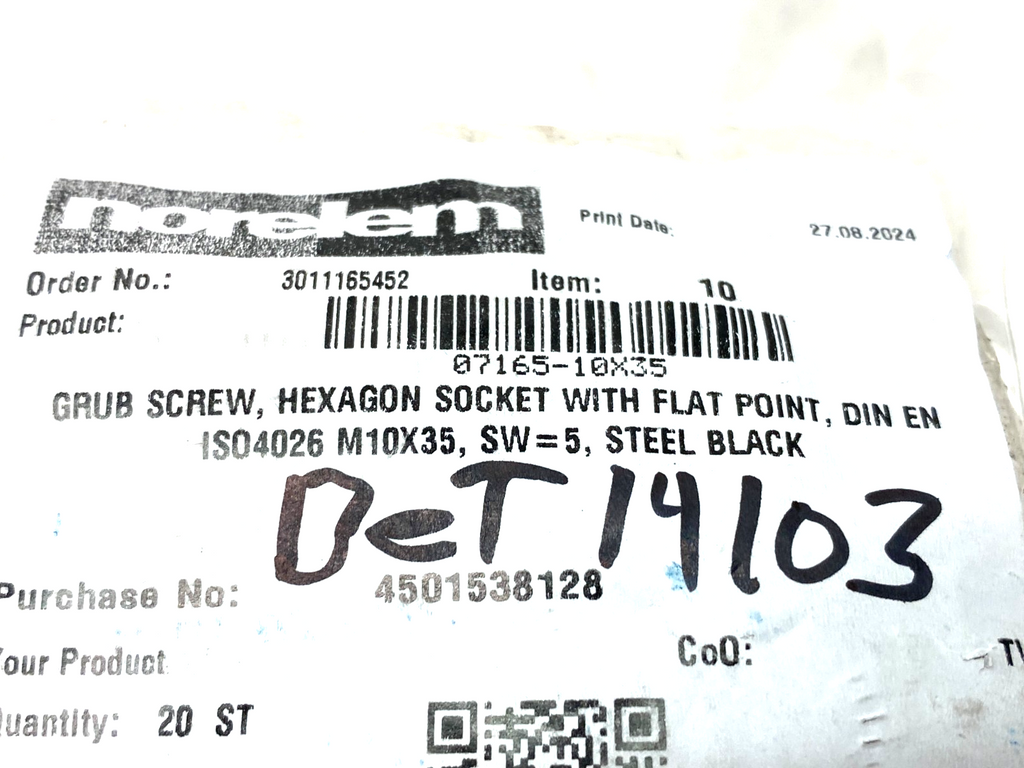 norelem
Print Date: 27.08.2024
Order No.: 3011165452 Item: 10
Product:
07165-10X35
GRUB SCREW, HEXAGON SOCKET WITH FLAT POINT, DIN EN
ISO4026 M10X35, SW=5, STEEL BLACK
DeT 14103
Purchase No: 4501538128
Your Product CoO:
Quantity: 20 ST